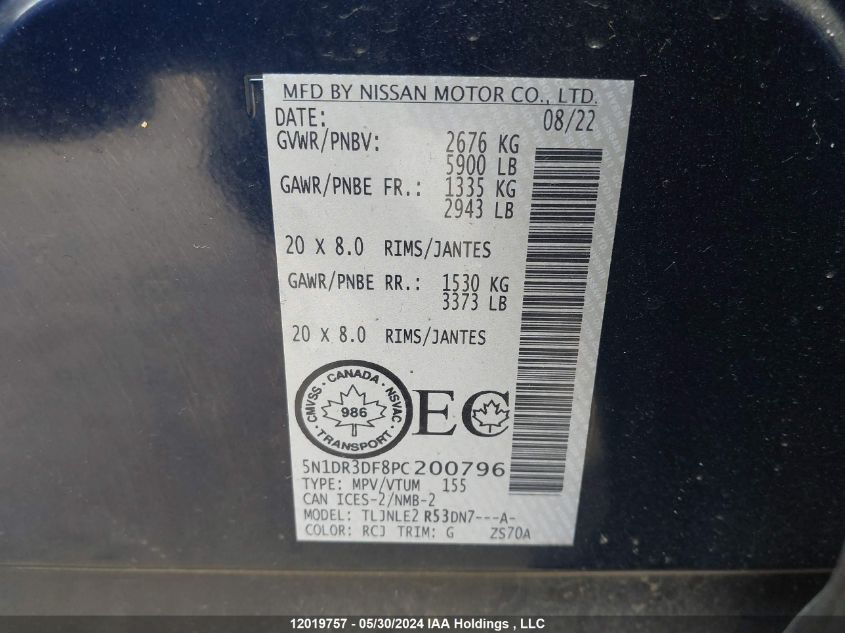 MFD BY NISSAN MOTOR CO., LTD.
DATE: 08/22
GVWR/PNBV: 2676 KG
5900 LB
GAWR/PNBE FR.: 1335 KG
2943 LB
20 X 8.0 RIMS/JANTES
GAWR/PNBE RR.: 1530 KG
3373 LB
20 X 8.0 RIMS/JANTES
CMVSS · CANADA · NSVAC · TRANSPORT ·
986
EC
5N1DR3DF8PC200796
TYPE: MPV/VTUM 155
CAN ICES-2/NMB-2
MODEL: TLJNLE2 R53DN7---A-
COLOR: RCJ TRIM: G ZS70A
12019757 - 05/30/2024 IAA Holdings , LLC